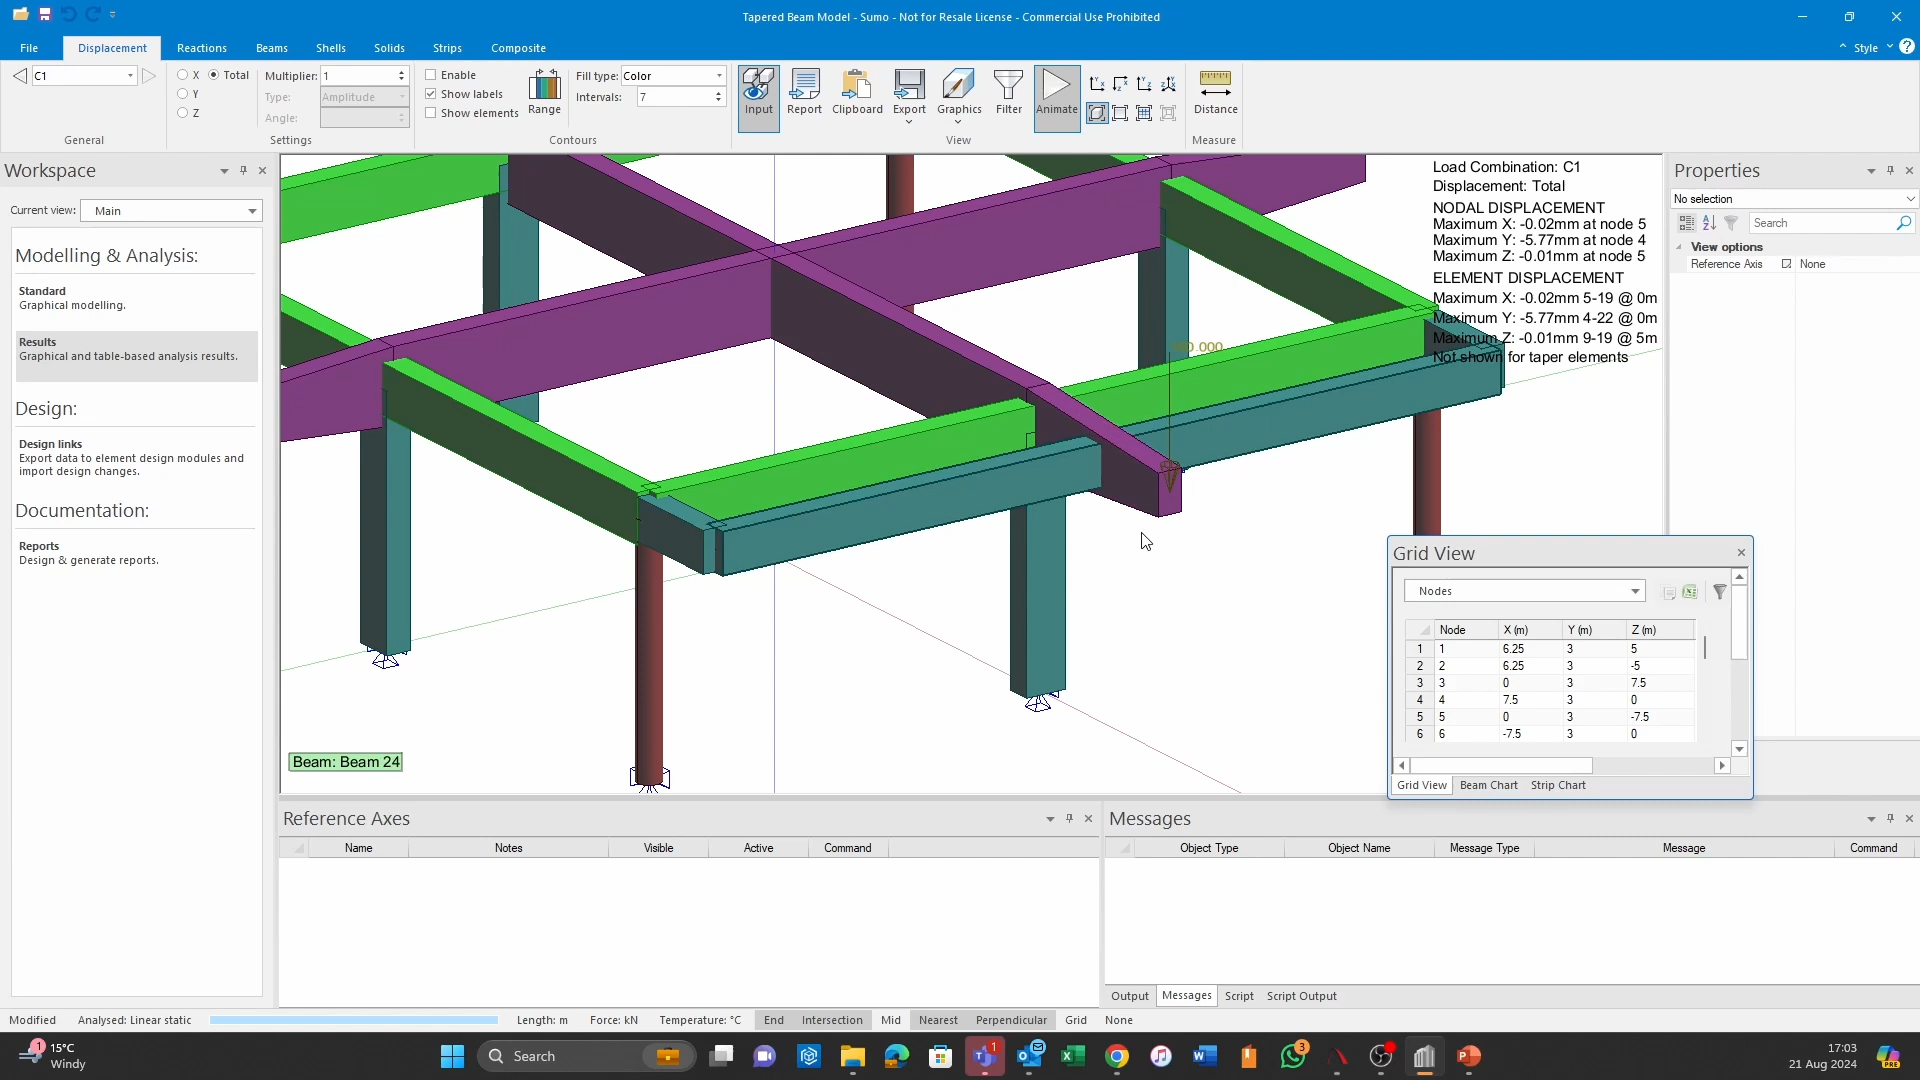 Tapered Beam Model - Sumo - Not for Resale License - Commercial Use Prohibited
File Displacement Reactions Beams Shells Solids Strips Composite
Style
C1
X Total
Y
Z
General
Multiplier: 1
Type: Amplitude
Angle:
Settings
Enable
Show labels
Show elements
Range
Contours
Fill type: Color
Intervals: 7
Input
Report
Clipboard
Export
Graphics
Filter
Animate
View
Distance
Measure
Workspace
Current view: Main
Modelling & Analysis:
Standard
Graphical modelling.
Results
Graphical and table-based analysis results.
Design:
Design links
Export data to element design modules and
import design changes.
Documentation:
Reports
Design & generate reports.
Load Combination: C1
Displacement: Total
NODAL DISPLACEMENT
Maximum X: -0.02mm at node 5
Maximum Y: -5.77mm at node 4
Maximum Z: -0.01mm at node 5
ELEMENT DISPLACEMENT
Maximum X: -0.02mm 5-19 @ 0m
Maximum Y: -5.77mm 4-22 @ 0m
Maximum Z: -0.01mm 9-19 @ 5m
Not shown for taper elements
Beam: Beam 24
Properties
No selection
Search
View options
Reference Axis None
Grid View
Nodes
Node X (m) Y (m) Z (m)
1 1 6.25 3 5
2 2 6.25 3 -5
3 3 0 3 7.5
4 4 7.5 3 0
5 5 0 3 -7.5
6 6 -7.5 3 0
Grid View Beam Chart Strip Chart
Reference Axes
Name Notes Visible Active Command
Messages
Object Type Object Name Message Type Message Command
Output Messages Script Script Output
Modified Analysed: Linear static Length: m Force: kN Temperature: °C End Intersection Mid Nearest Perpendicular Grid None
1
15°C
Windy
Search
1
3
17:03
21 Aug 2024
PRE